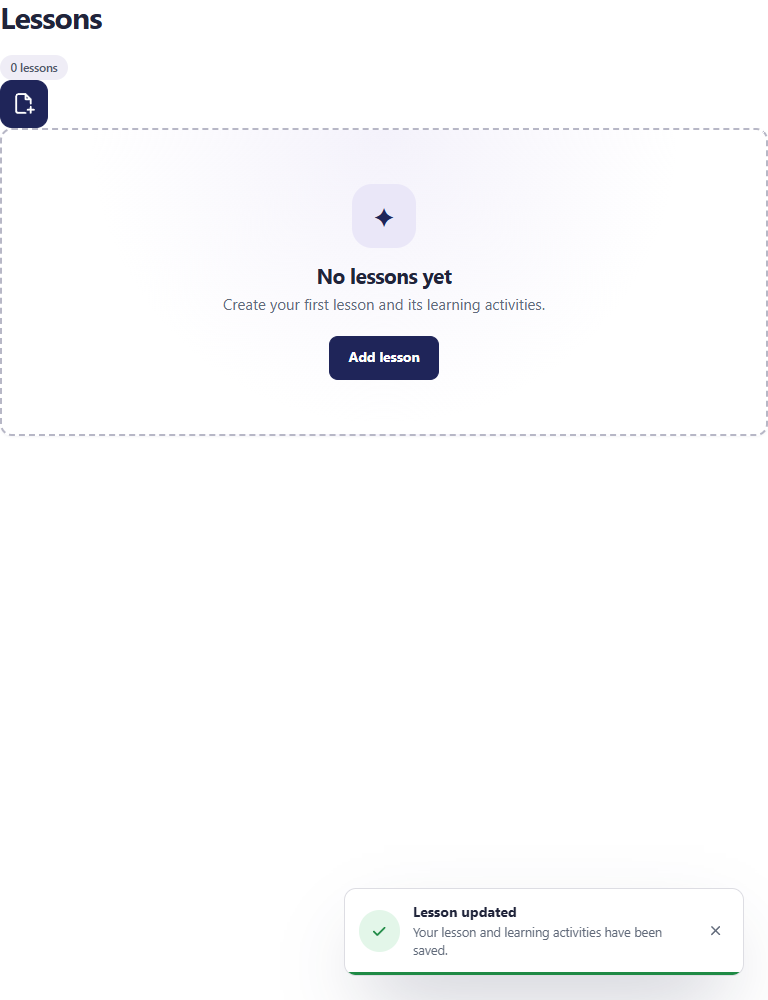 Lessons
0 lessons
No lessons yet
Create your first lesson and its learning activities.
Add lesson
Lesson updated
Your lesson and learning activities have been
saved.